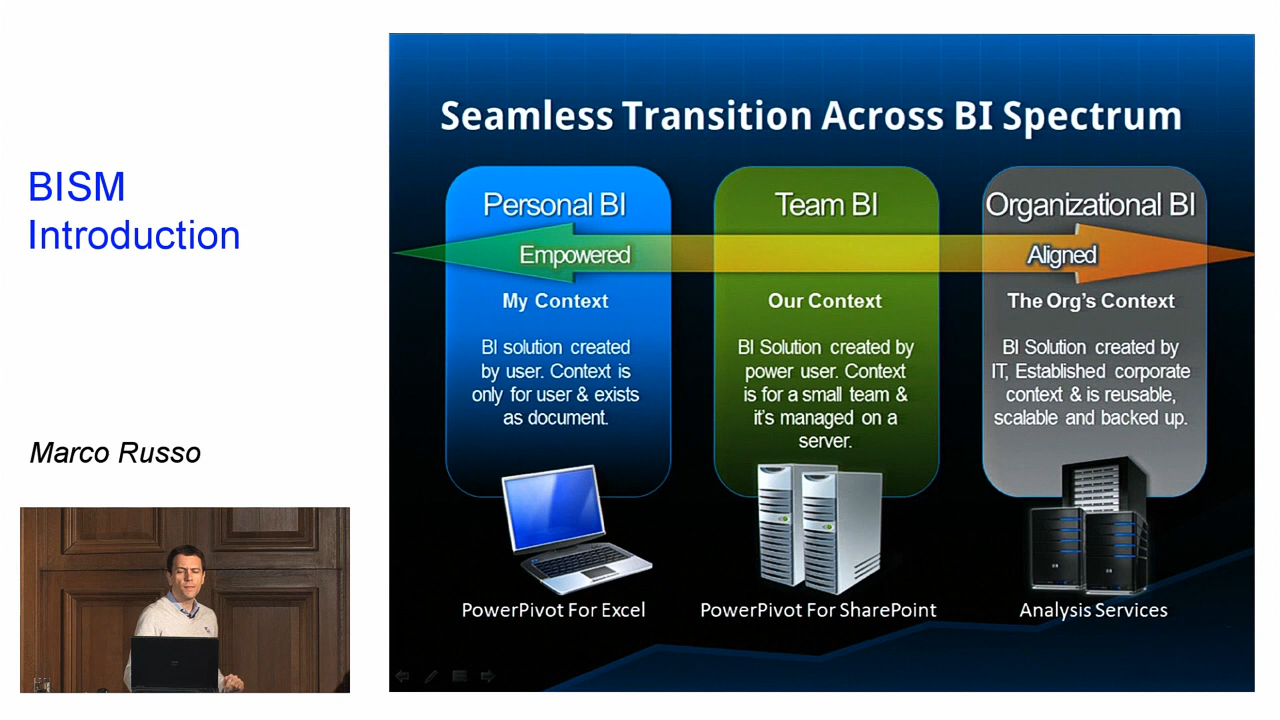 BISM
Introduction
Marco Russo
Seamless Transition Across BI Spectrum
Personal BI
Empowered
My Context
BI solution created
by user. Context is
only for user & exists
as document.
PowerPivot For Excel
Team BI
Our Context
BI Solution created by
power user. Context
is for a small team &
it's managed on a
server.
PowerPivot For SharePoint
Organizational BI
Aligned
The Org's Context
BI Solution created by
IT, Established corporate
context & is reusable,
scalable and backed up.
Analysis Services